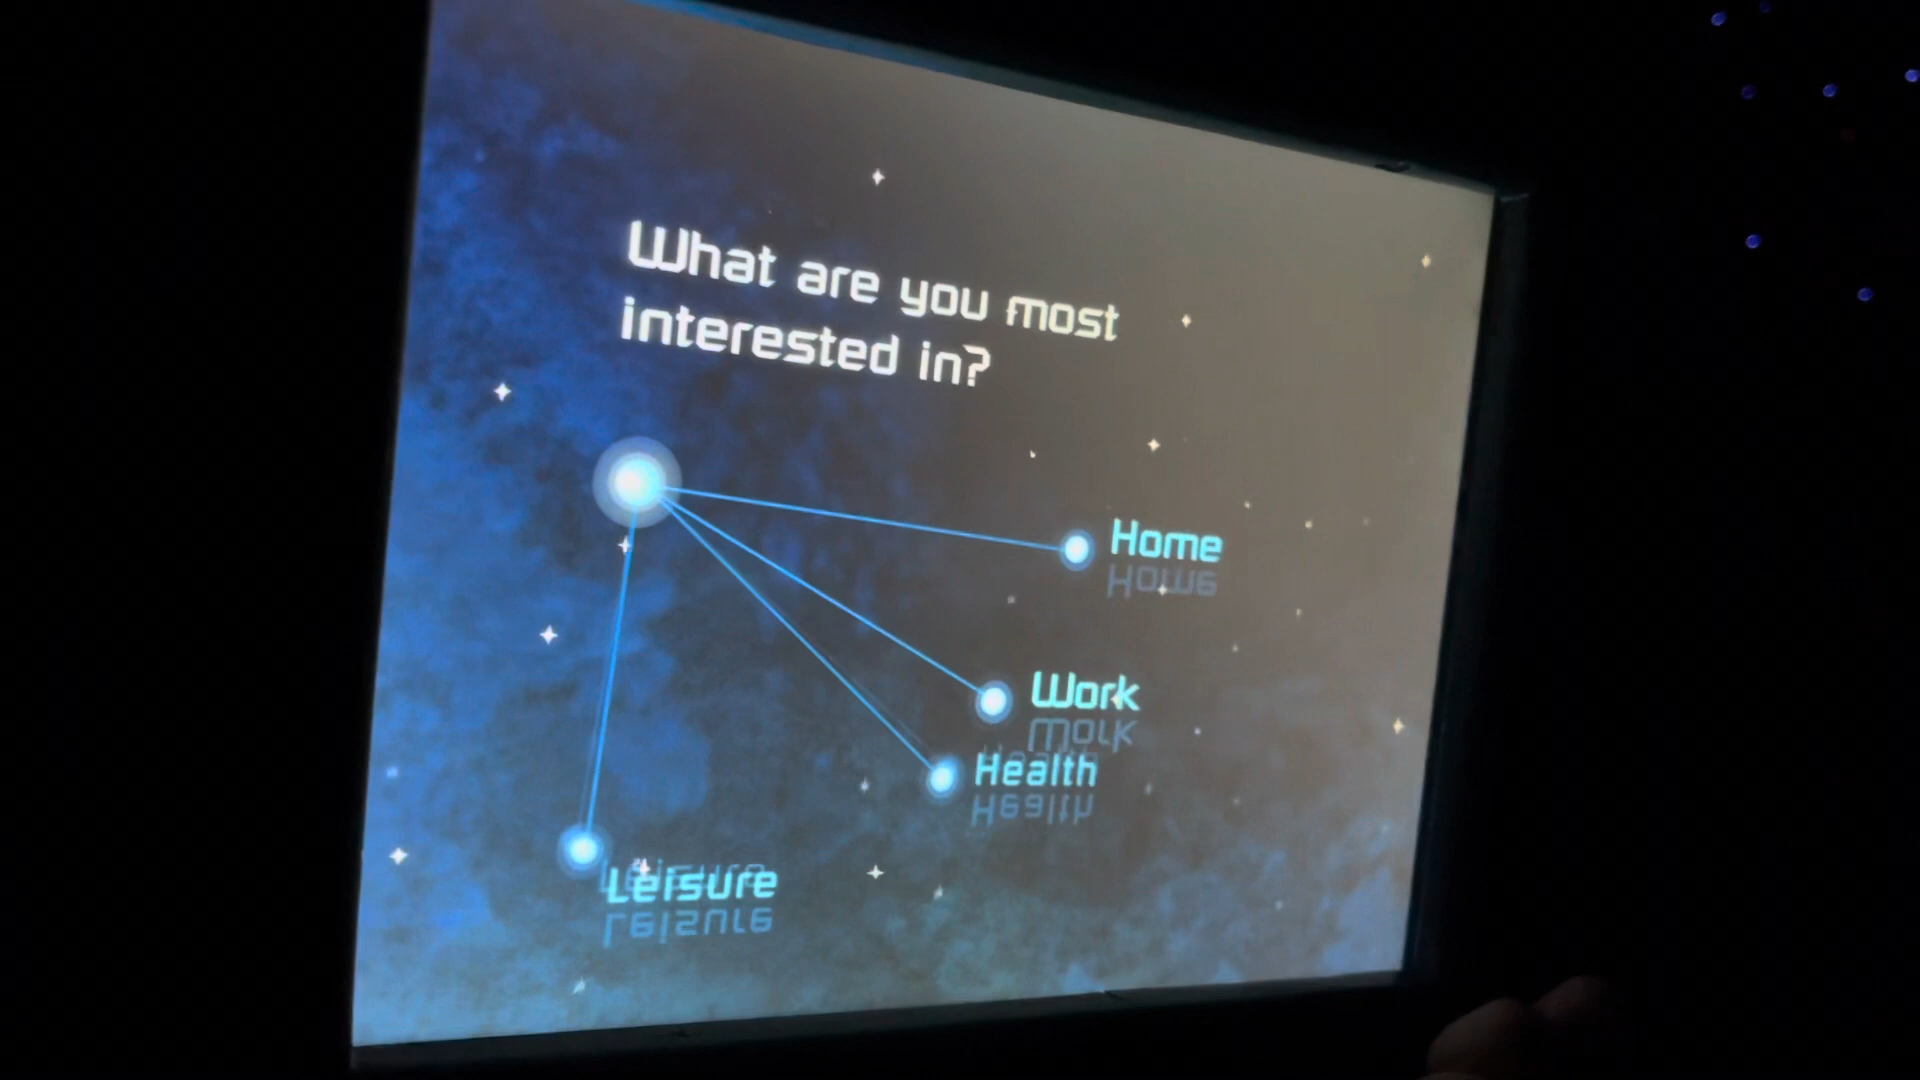 What are you most
interested in?
Home
Work
Health
Leisure